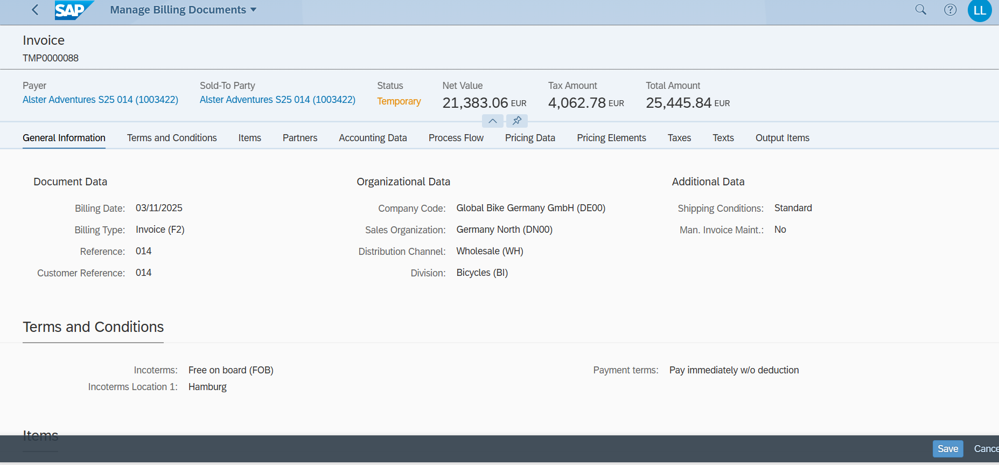 SAP Manage Billing Documents LL
Invoice
TMP0000088
Payer Sold-To Party Status Net Value Tax Amount Total Amount
Alster Adventures S25 014 (1003422) Alster Adventures S25 014 (1003422) Temporary 21,383.06 EUR 4,062.78 EUR 25,445.84 EUR
General Information Terms and Conditions Items Partners Accounting Data Process Flow Pricing Data Pricing Elements Taxes Texts Output Items
Document Data
Billing Date: 03/11/2025
Billing Type: Invoice (F2)
Reference: 014
Customer Reference: 014
Organizational Data
Company Code: Global Bike Germany GmbH (DE00)
Sales Organization: Germany North (DN00)
Distribution Channel: Wholesale (WH)
Division: Bicycles (BI)
Additional Data
Shipping Conditions: Standard
Man. Invoice Maint.: No
Terms and Conditions
Incoterms: Free on board (FOB)
Incoterms Location 1: Hamburg
Payment terms: Pay immediately w/o deduction
Items
Save Cance